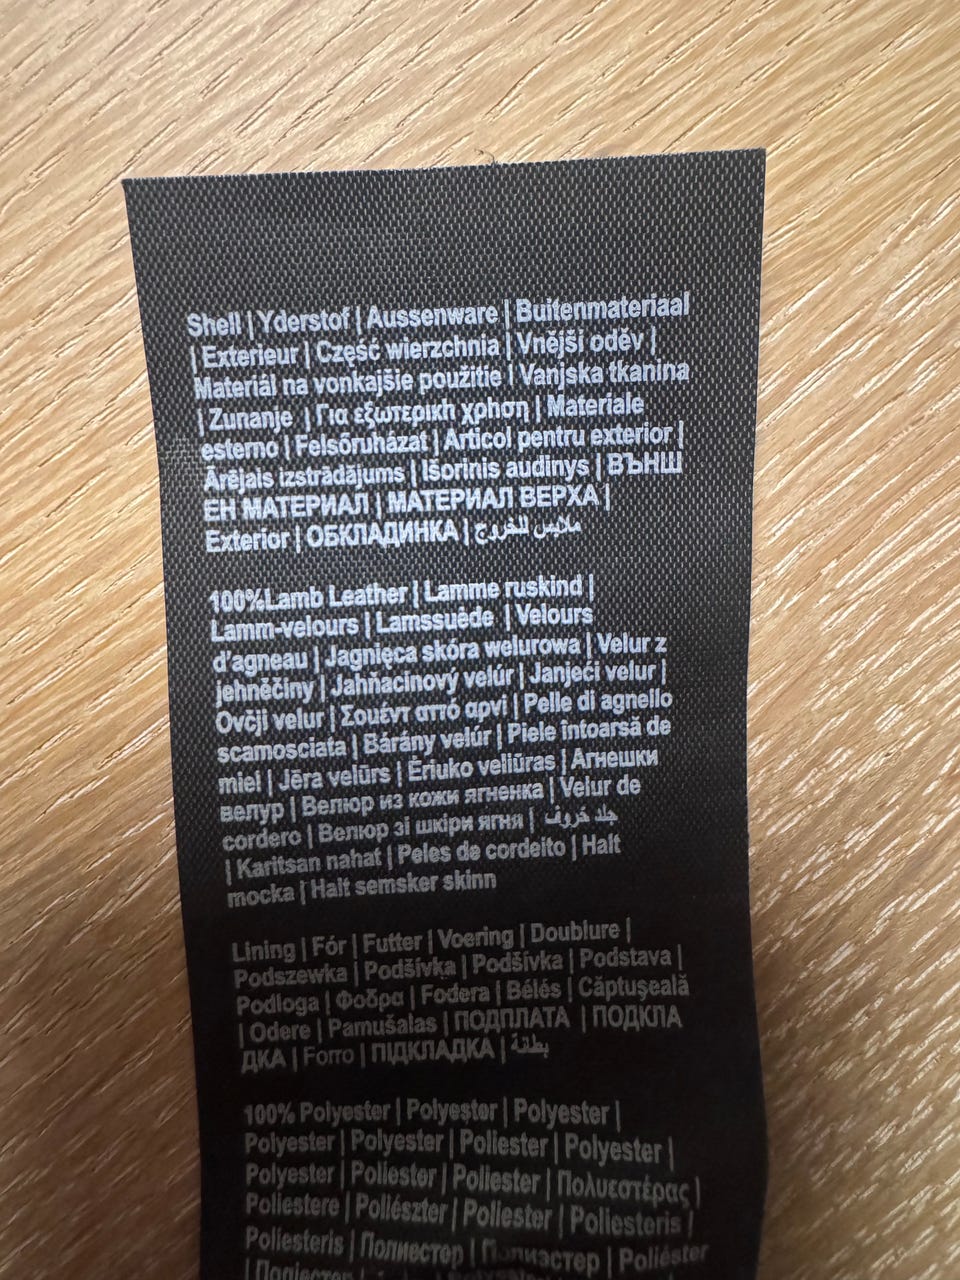 Shell | Yderstof | Aussenware | Buitenmateriaal
| Exterieur | Część wierzchnia | Vnějši oděv |
Materiál na vonkajšie použitie | Vanjska tkanina
| Zunanje | Για εξωτερικh χρhση | Materiale
esterno | Felsőruházat | Articol pentru exterior |
Ārējais izstrādājums | Išorinis audinys | ВЪНШ
ЕН МАТЕРИАЛ | МАТЕРИАЛ ВЕРХА |
Exterior | ОБКЛАДИНКА | ملابس للخروج
100%Lamb Leather | Lamme ruskind |
Lamm-velours | Lamssuède | Velours
d'agneau | Jagnięca skóra welurowa | Velur z
jehněčiny | Jahňacinový velúr | Janjeći velur |
Ovčji velur | Σουέντ από αρνί | Pelle di agnello
scamosciata | Bárány velúr | Piele întoarsă de
miel | Jēra velūrs | Ėriuko veliūras | Агнешки
велур | Велюр из кожи ягненка | Velur de
cordero | Велюр зі шкіри ягня | جلد خروف
| Karitsan nahat | Peles de cordeito | Halt
mocka | Halt semsker skinn
Lining | Fór | Futter | Voering | Doublure |
Podszewka | Podšívka | Podšívka | Podstava |
Podloga | Φοδρα | Fodera | Bélés | Căptuşeală
| Odere | Pamušalas | ПОДПЛАТА | ПОДКЛА
ДКА | Forro | ПІДКЛАДКА | بطانة
100% Polyester | Polyester | Polyester |
Polyester | Polyester | Poliester | Polyester |
Polyester | Poliester | Poliester | Πολυεστέρας |
Poliestere | Poliészter | Poliester | Poliesteris |
Poliesteris | Полиестер | Полиэстер | Poliéster